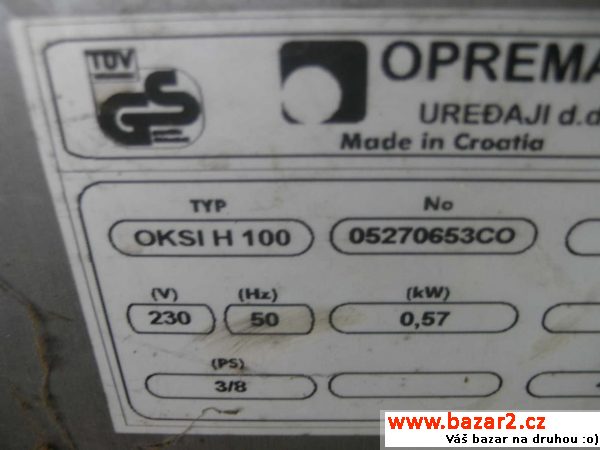 TÜV
GS
OPREMA
UREĐAJI d.d
Made in Croatia
TYP
No
OKSI H 100
05270653CO
(V)
(Hz)
(kW)
230
50
0,57
(PS)
3/8
www.bazar2.cz
Váš bazar na druhou :o)